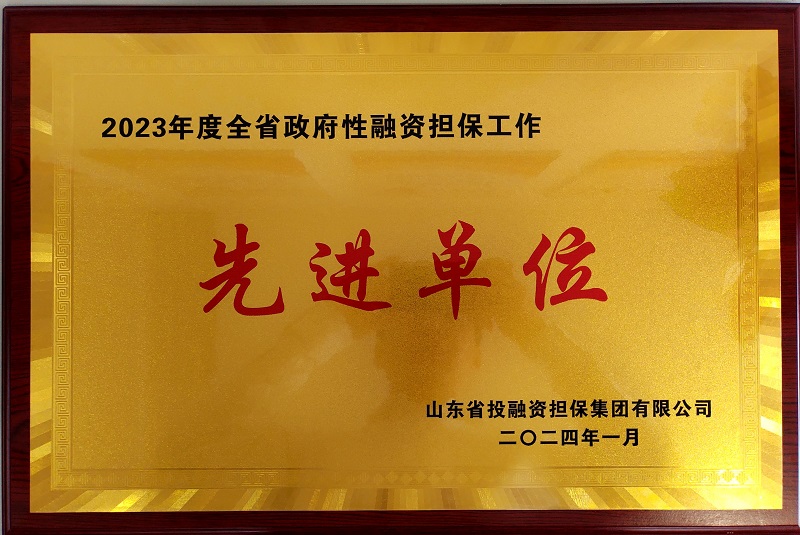 2023年度全省政府性融资担保工作
先进单位
山东省投融资担保集团有限公司
二〇二四年一月